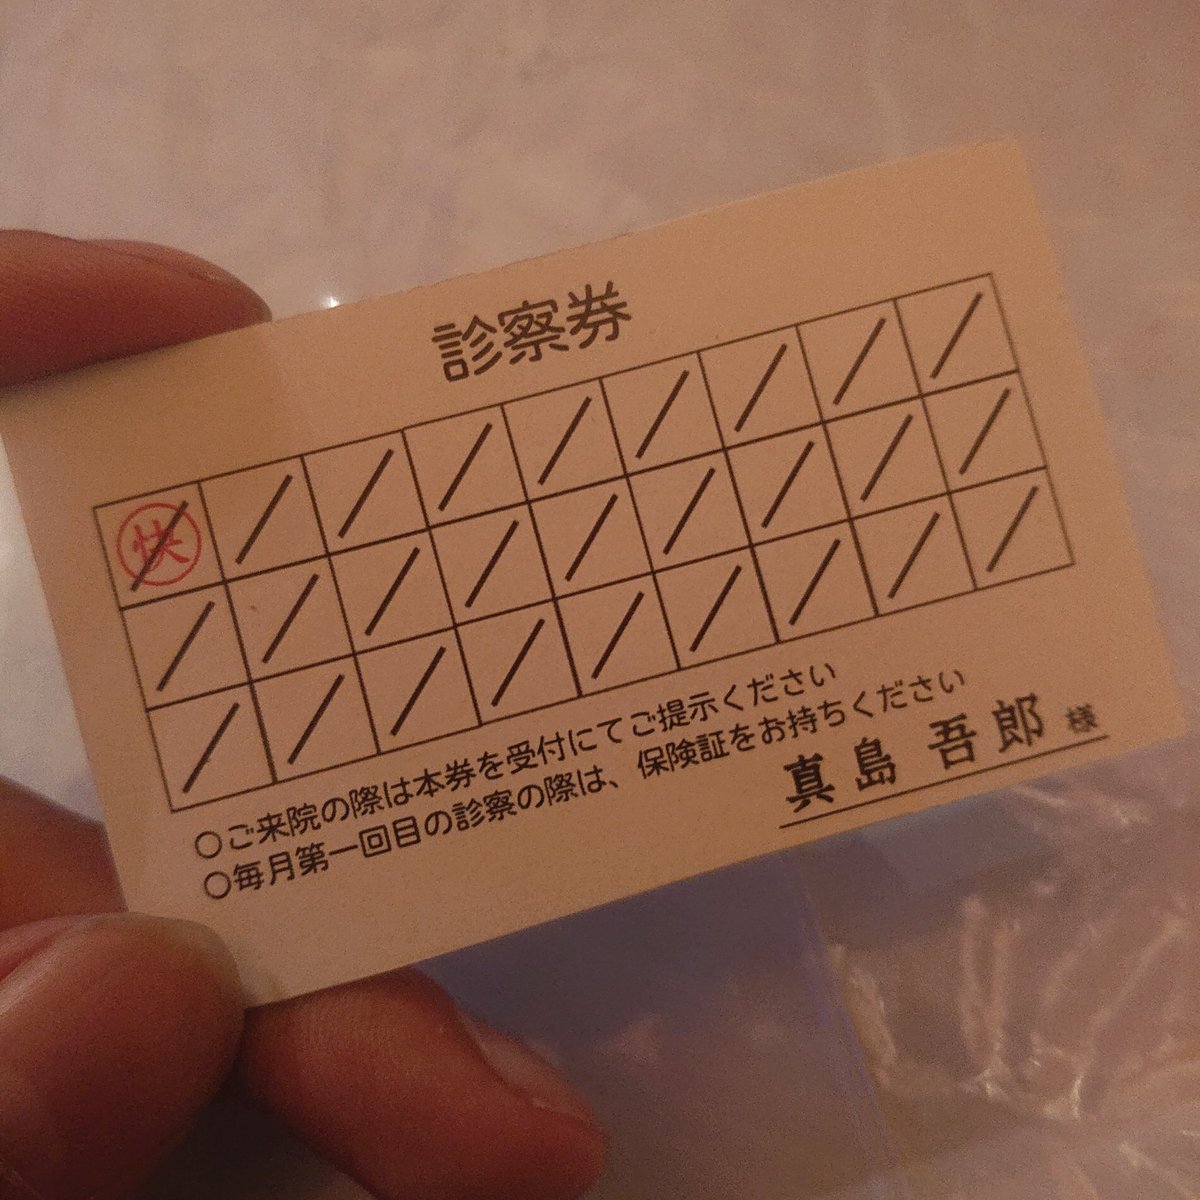 診察券
快
/ / / / / / / / /
/ / / / / / / / /
/ / / / / / / / /
○ご来院の際は本券を受付にてご提示ください
○毎月第一回目の診察の際は、保険証をお持ちください
真島 吾郎 様